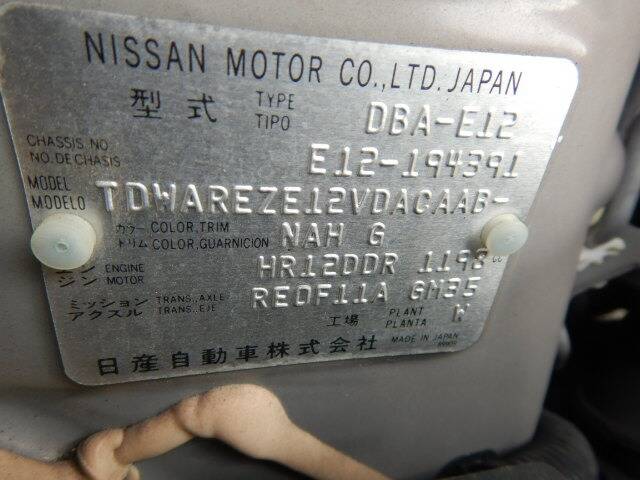 NISSAN MOTOR CO.,LTD. JAPAN
型式 TYPE TIPO DBA-E12
CHASSIS NO. NO. DE CHASIS E12-194391
MODEL MODELO TDWAREZE12VDACAAB-
カラー COLOR,TRIM トリム COLOR,GUARNICION NAH G
ジン ENGINE MOTOR HR12DDR 1198 cc
ミッション TRANS., AXLE アクスル TRANS., EJE RE0F11A GM35
工場 PLANT PLANTA W
日産自動車株式会社 MADE IN JAPAN